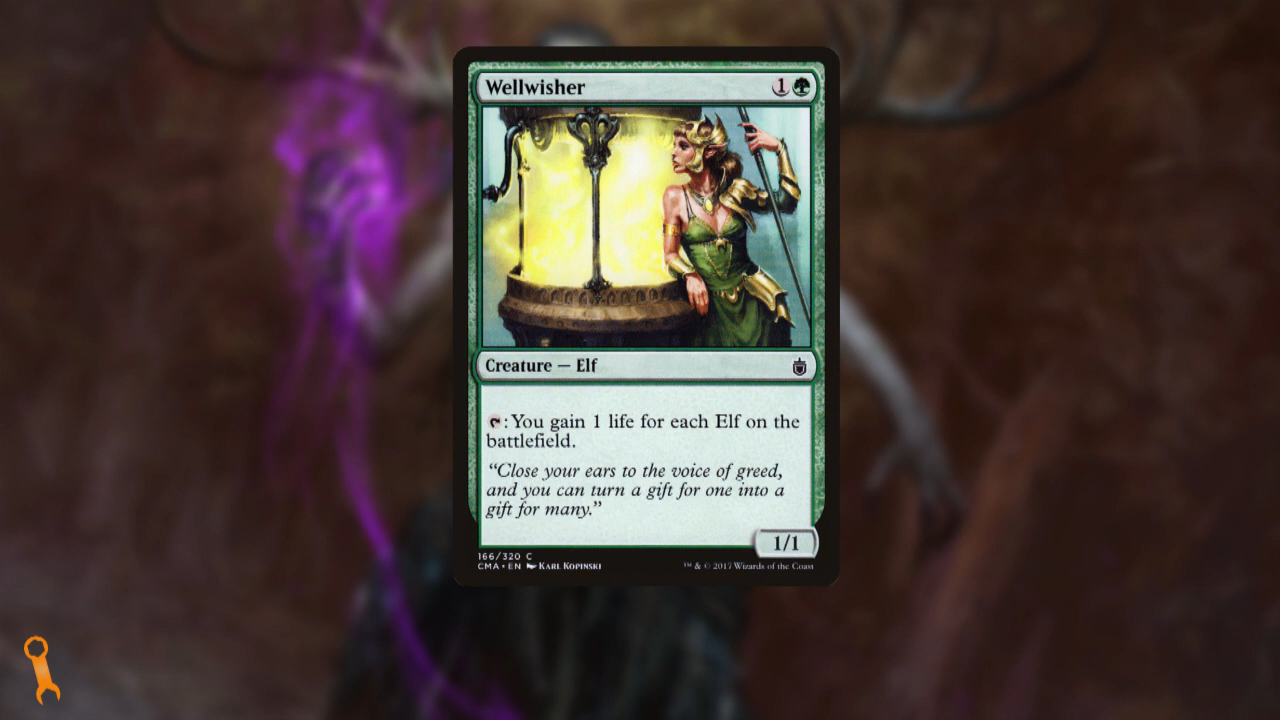 Wellwisher 1
Creature — Elf
:You gain 1 life for each Elf on the
battlefield.
“Close your ears to the voice of greed,
and you can turn a gift for one into a
gift for many.”
1/1
166/320 C
CMA • EN Karl Kopinski ™ & © 2017 Wizards of the Coast